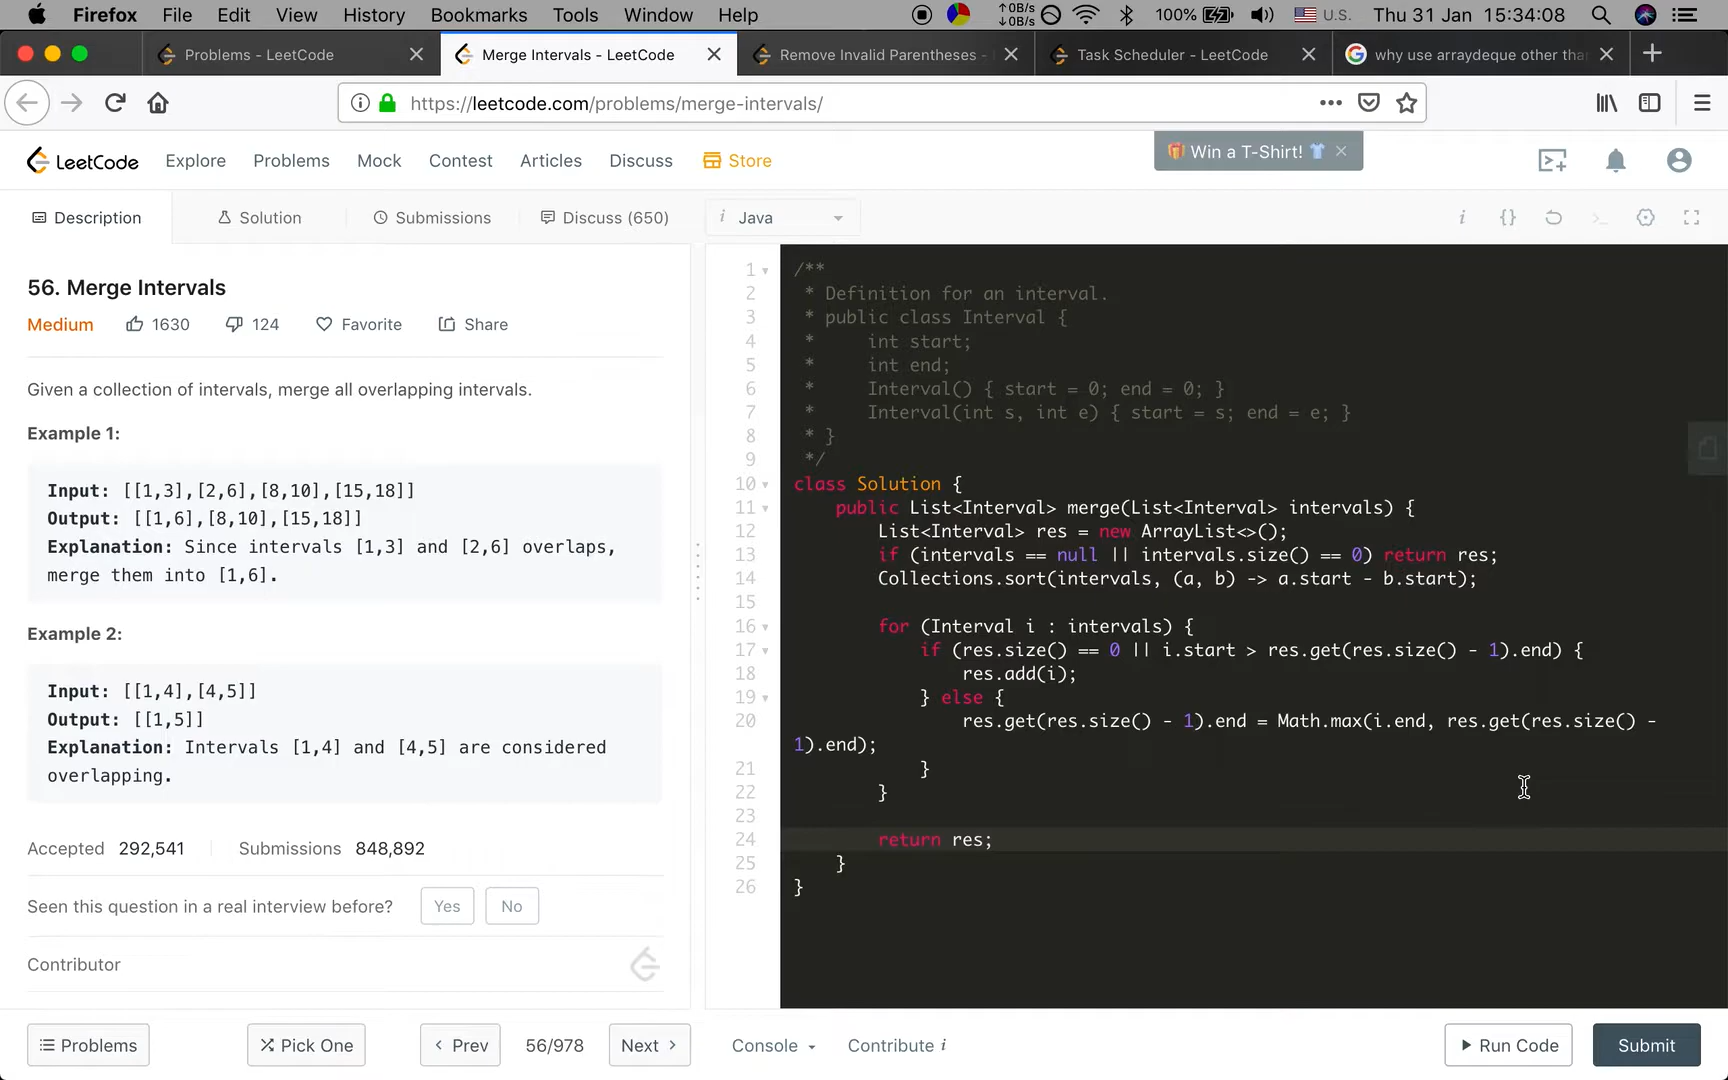 Firefox File Edit View History Bookmarks Tools Window Help ↑0B/s ↓0B/s 100% U.S. Thu 31 Jan 15:34:08
Problems - LeetCode
Merge Intervals - LeetCode
Remove Invalid Parentheses -
Task Scheduler - LeetCode
why use arraydeque other tha
https://leetcode.com/problems/merge-intervals/
LeetCode Explore Problems Mock Contest Articles Discuss Store
Win a T-Shirt!
Description Solution Submissions Discuss (650)
i Java
56. Merge Intervals
Medium 1630 124 Favorite Share
Given a collection of intervals, merge all overlapping intervals.
Example 1:
Input: [[1,3],[2,6],[8,10],[15,18]]
Output: [[1,6],[8,10],[15,18]]
Explanation: Since intervals [1,3] and [2,6] overlaps,
merge them into [1,6].
Example 2:
Input: [[1,4],[4,5]]
Output: [[1,5]]
Explanation: Intervals [1,4] and [4,5] are considered
overlapping.
Accepted 292,541 Submissions 848,892
Seen this question in a real interview before? Yes No
Contributor
1 /**
2 * Definition for an interval.
3 * public class Interval {
4 *     int start;
5 *     int end;
6 *     Interval() { start = 0; end = 0; }
7 *     Interval(int s, int e) { start = s; end = e; }
8 * }
9 */
10 class Solution {
11     public List<Interval> merge(List<Interval> intervals) {
12         List<Interval> res = new ArrayList<>();
13         if (intervals == null || intervals.size() == 0) return res;
14         Collections.sort(intervals, (a, b) -> a.start - b.start);
15
16         for (Interval i : intervals) {
17             if (res.size() == 0 || i.start > res.get(res.size() - 1).end) {
18                 res.add(i);
19             } else {
20                 res.get(res.size() - 1).end = Math.max(i.end, res.get(res.size() -
1).end);
21             }
22         }
23
24         return res;
25     }
26 }
Problems Pick One Prev 56/978 Next Console Contribute i Run Code Submit